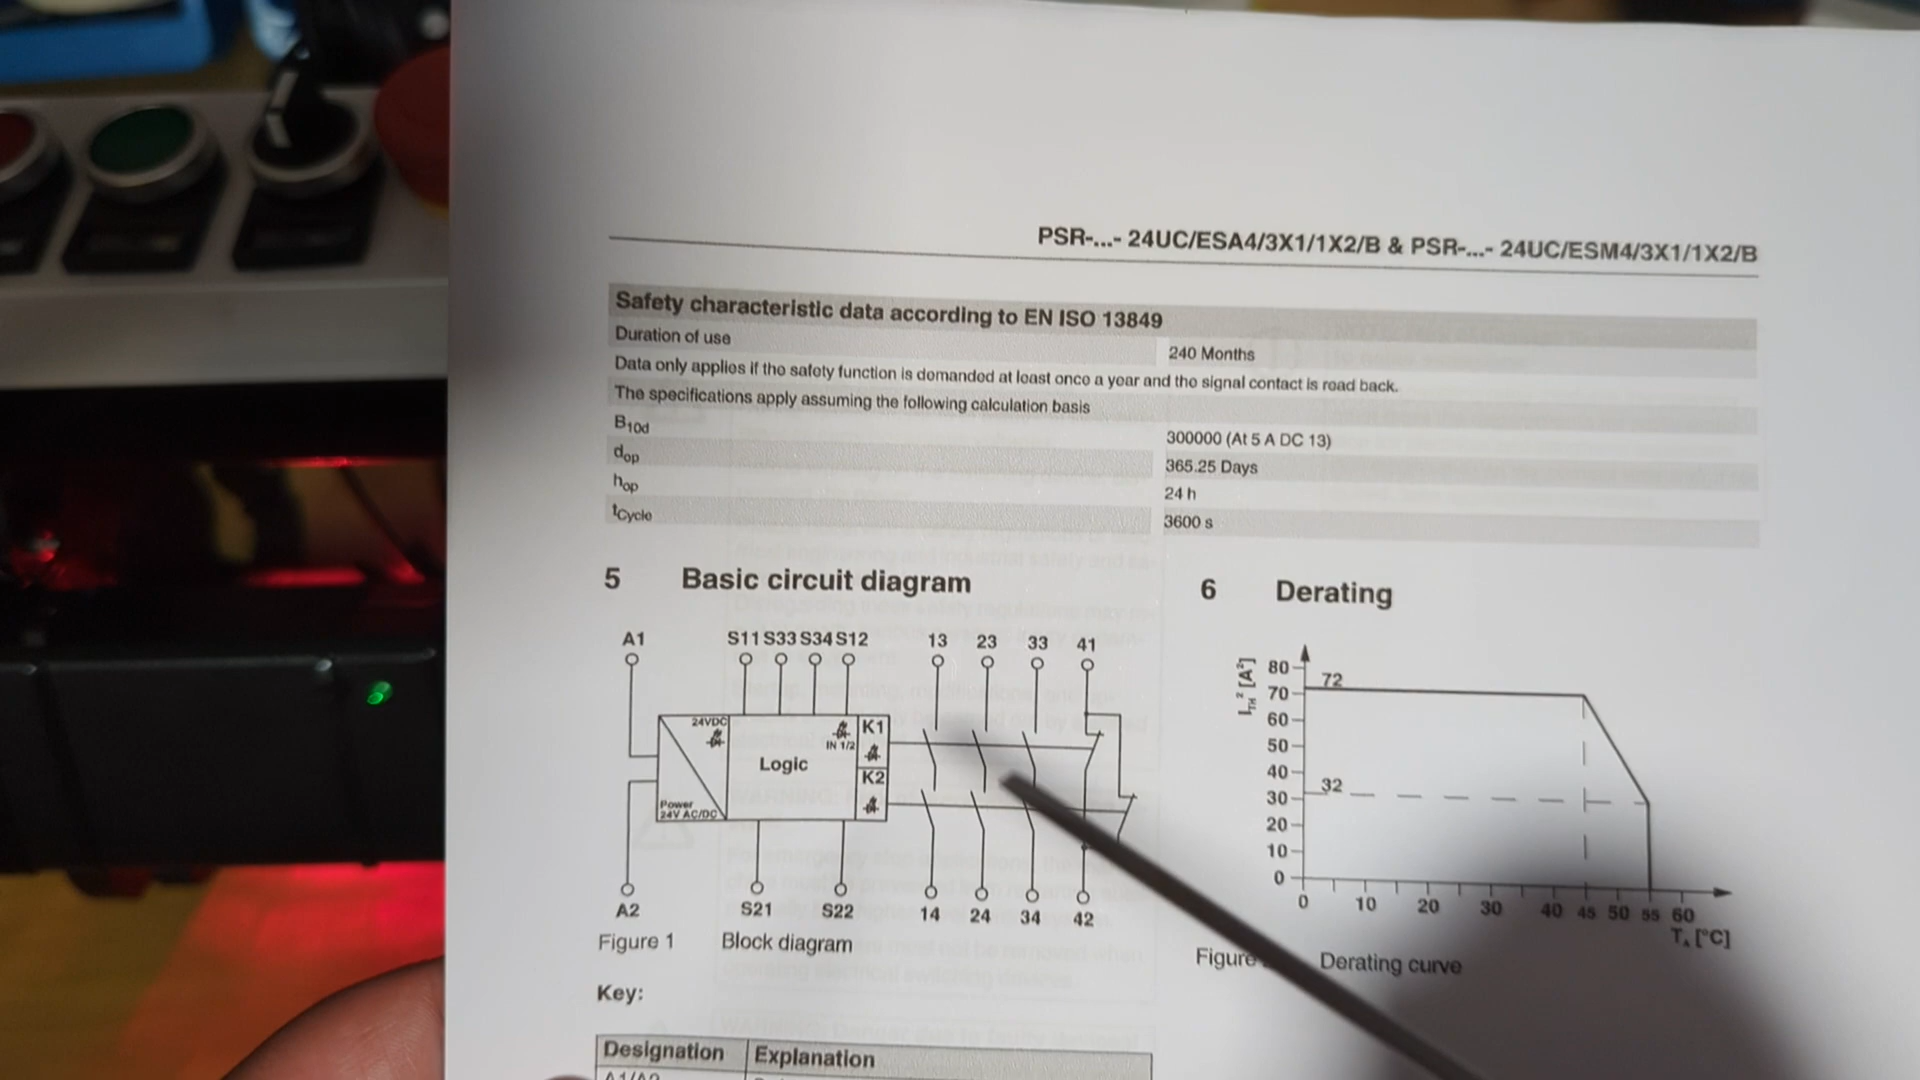 PSR-...- 24UC/ESA4/3X1/1X2/B & PSR-...- 24UC/ESM4/3X1/1X2/B
Safety characteristic data according to EN ISO 13849
Duration of use 240 Months
Data only applies if the safety function is demanded at least once a year and the signal contact is read back.
The specifications apply assuming the following calculation basis
B10d 300000 (At 5 A DC 13)
dop 365.25 Days
hop 24 h
tCycle 3600 s
5 Basic circuit diagram
A1 S11 S33 S34 S12 13 23 33 41
24VDC
IN 1/2
K1
Logic
K2
Power
24V AC/DC
A2 S21 S22 14 24 34 42
Figure 1 Block diagram
Key:
Designation Explanation
A1/A2
6 Derating
ITH² [A²]
80
72
70
60
50
40
32
30
20
10
0
0 10 20 30 40 45 50 55 60
TA [°C]
Figure Derating curve